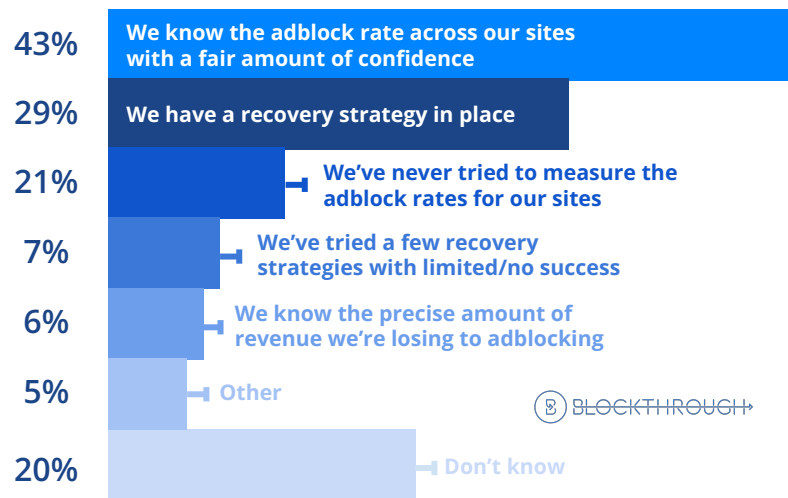 43%
We know the adblock rate across our sites
with a fair amount of confidence
29%
We have a recovery strategy in place
21%
We've never tried to measure the
adblock rates for our sites
7%
We've tried a few recovery
strategies with limited/no success
6%
We know the precise amount of
revenue we're losing to adblocking
5%
Other
B BLOCKTHROUGH
20%
Don't know